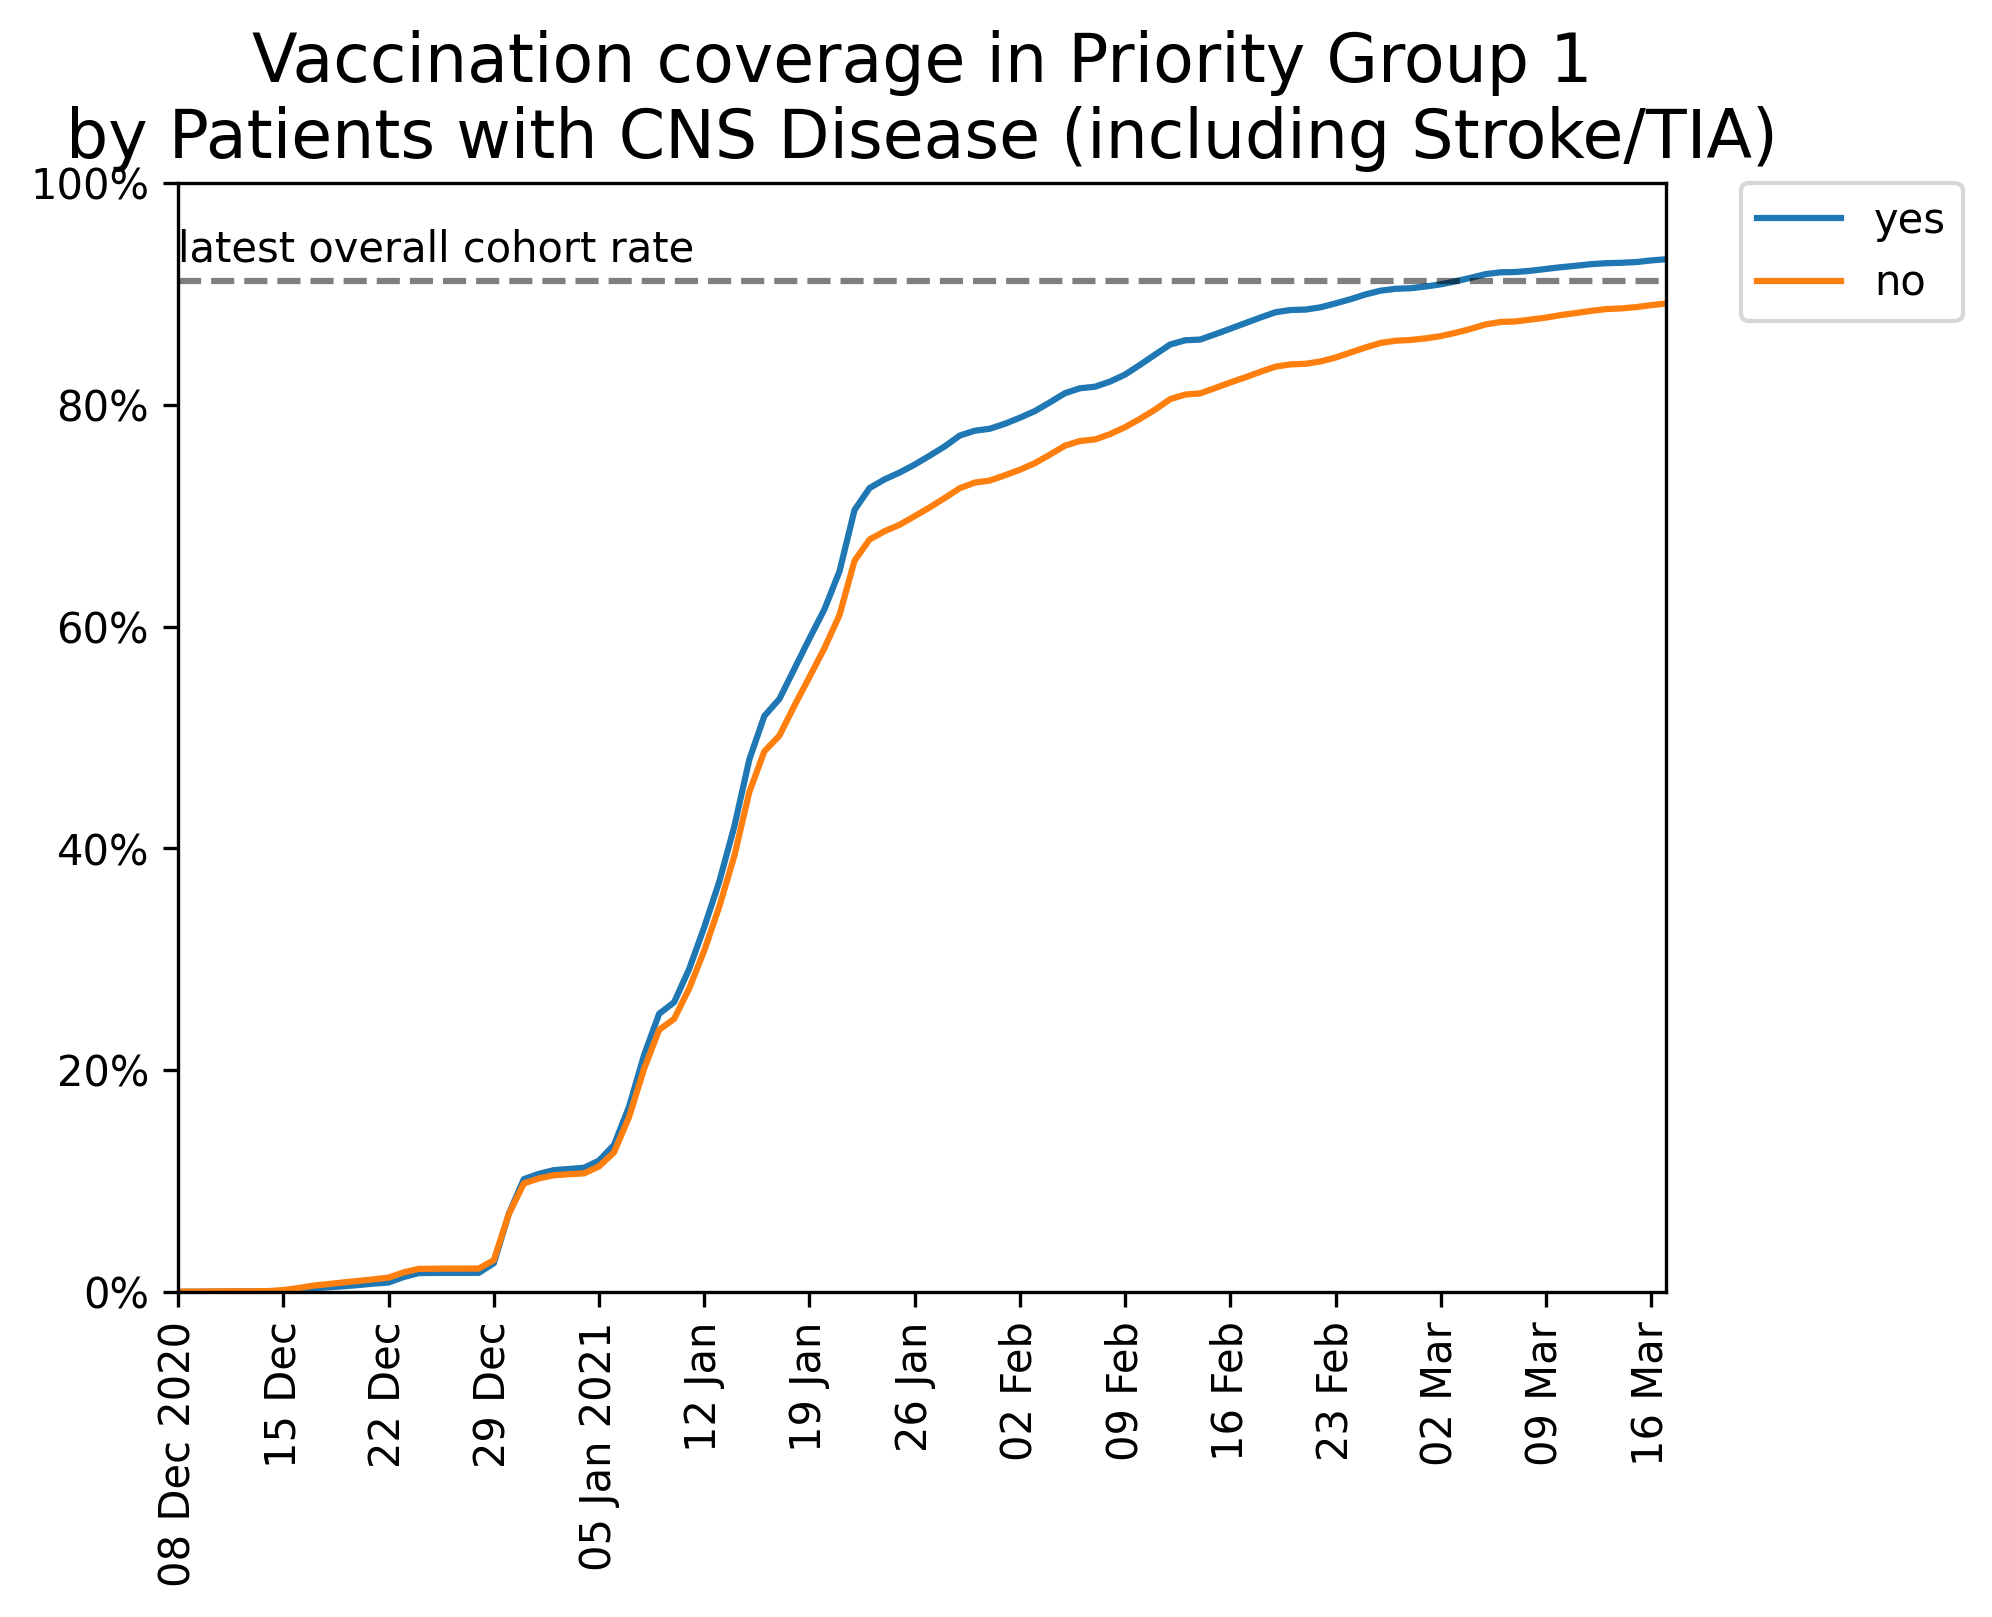 Vaccination coverage in Priority Group 1
by Patients with CNS Disease (including Stroke/TIA)
100%
80%
60%
40%
20%
0%
latest overall cohort rate
yes
no
08 Dec 2020
15 Dec
22 Dec
29 Dec
05 Jan 2021
12 Jan
19 Jan
26 Jan
02 Feb
09 Feb
16 Feb
23 Feb
02 Mar
09 Mar
16 Mar